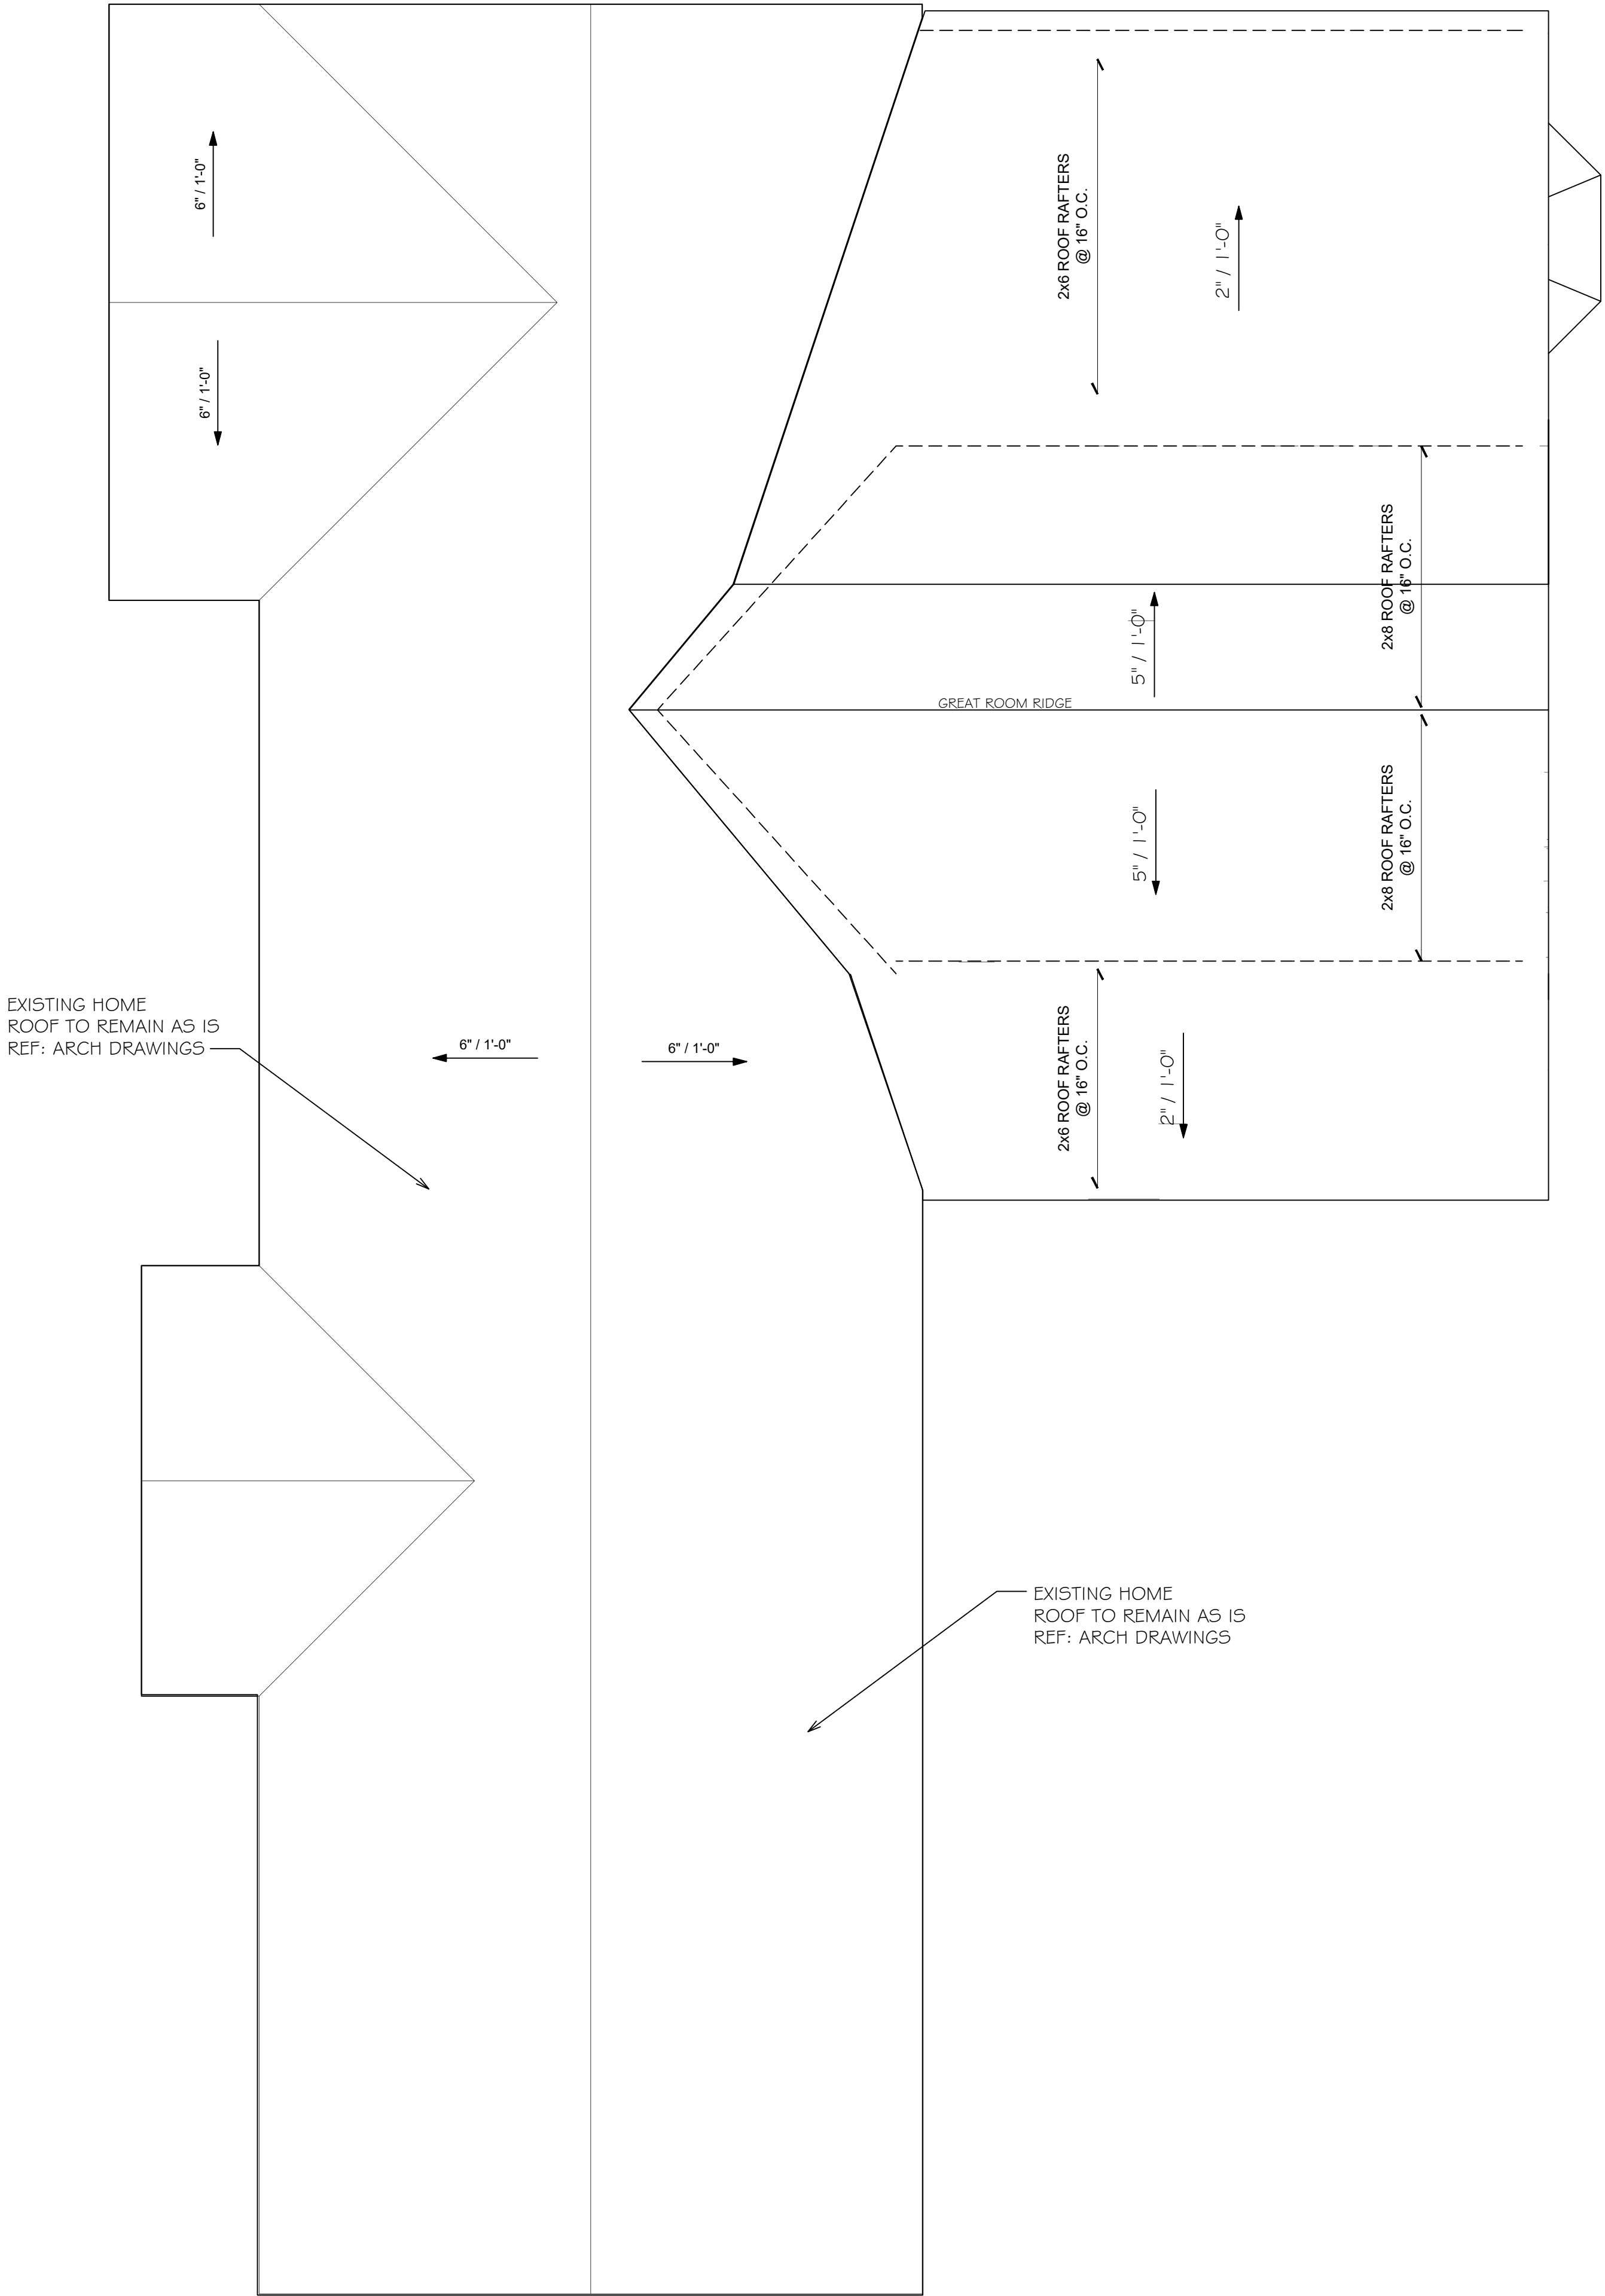 6" / 1'-0"
6" / 1'-0"
2x6 ROOF RAFTERS
@ 16" O.C.
2" / 1'-0"
2x8 ROOF RAFTERS
@ 16" O.C.
5" / 1'-0"
GREAT ROOM RIDGE
5" / 1'-0"
2x8 ROOF RAFTERS
@ 16" O.C.
EXISTING HOME
ROOF TO REMAIN AS IS
REF: ARCH DRAWINGS
6" / 1'-0"
6" / 1'-0"
2x6 ROOF RAFTERS
@ 16" O.C.
2" / 1'-0"
EXISTING HOME
ROOF TO REMAIN AS IS
REF: ARCH DRAWINGS